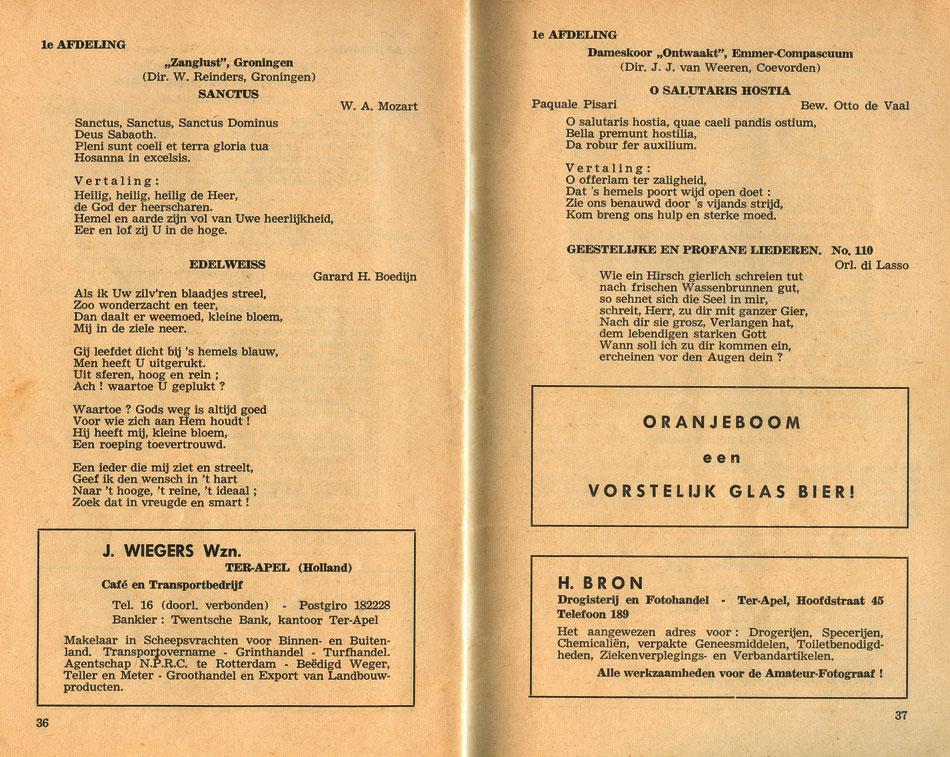 1e AFDELING
„Zanglust”, Groningen
(Dir. W. Reinders, Groningen)
SANCTUS
W. A. Mozart
Sanctus, Sanctus, Sanctus Dominus
Deus Sabaoth.
Pleni sunt coeli et terra gloria tua
Hosanna in excelsis.
Vertaling:
Heilig, heilig, heilig de Heer,
de God der heerscharen.
Hemel en aarde zijn vol van Uwe heerlijkheid,
Eer en lof zij U in de hoge.
EDELWEISS
Garard H. Boedijn
Als ik Uw zilv'ren blaadjes streel,
Zoo wonderzacht en teer,
Dan daalt er weemoed, kleine bloem,
Mij in de ziele neer.
Gij leefdet dicht bij 's hemels blauw,
Men heeft U uitgerukt.
Uit sferen, hoog en rein ;
Ach ! waartoe U geplukt ?
Waartoe ? Gods weg is altijd goed
Voor wie zich aan Hem houdt !
Hij heeft mij, kleine bloem,
Een roeping toevertrouwd.
Een ieder die mij ziet en streelt,
Geef ik den wensch in 't hart
Naar 't hooge, 't reine, 't ideaal ;
Zoek dat in vreugde en smart !
J. WIEGERS Wzn.
TER-APEL (Holland)
Café en Transportbedrijf
Tel. 16 (doorl. verbonden) - Postgiro 182228
Bankier : Twentsche Bank, kantoor Ter-Apel
Makelaar in Scheepsvrachten voor Binnen- en Buiten-
land. Transportovername - Grinthandel - Turfhandel.
Agentschap N.P.R.C. te Rotterdam - Beëdigd Weger,
Teller en Meter - Groothandel en Export van Landbouw-
producten.
36
1e AFDELING
Dameskoor „Ontwaakt”, Emmer-Compascuum
(Dir. J. J. van Weeren, Coevorden)
O SALUTARIS HOSTIA
Paquale Pisari Bew. Otto de Vaal
O salutaris hostia, quae caeli pandis ostium,
Bella premunt hostilia,
Da robur fer auxilium.
Vertaling:
O offerlam ter zaligheid,
Dat 's hemels poort wijd open doet :
Zie ons benauwd door 's vijands strijd,
Kom breng ons hulp en sterke moed.
GEESTELIJKE EN PROFANE LIEDEREN. No. 110
Orl. di Lasso
Wie ein Hirsch gierlich schreien tut
nach frischen Wassenbrunnen gut,
so sehnet sich die Seel in mir,
schreit, Herr, zu dir mit ganzer Gier,
Nach dir sie grosz, Verlangen hat,
dem lebendigen starken Gott
Wann soll ich zu dir kommen ein,
ercheinen vor den Augen dein ?
ORANJEBOOM
een
VORSTELIJK GLAS BIER!
H. BRON
Drogisterij en Fotohandel - Ter-Apel, Hoofdstraat 45
Telefoon 189
Het aangewezen adres voor : Drogerijen, Specerijen,
Chemicaliën, verpakte Geneesmiddelen, Toiletbenodigd-
heden, Ziekenverplegings- en Verbandartikelen.
Alle werkzaamheden voor de Amateur-Fotograaf !
37